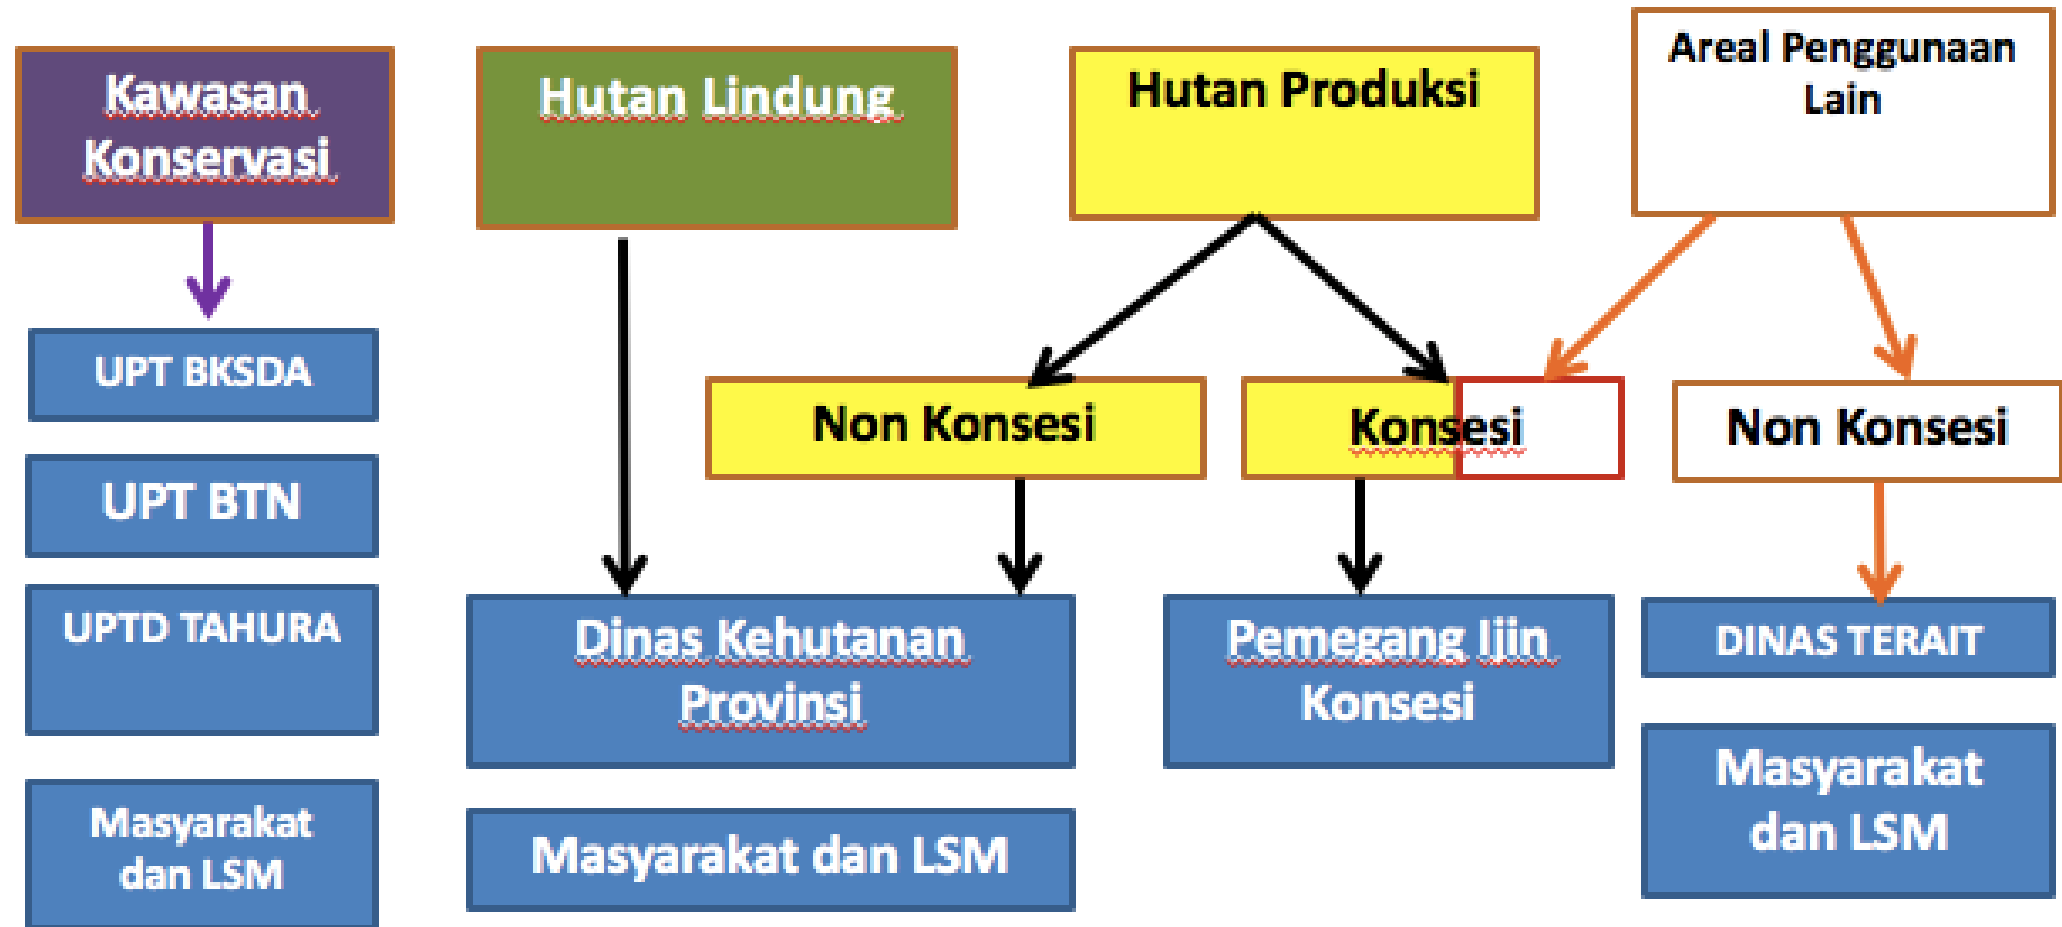 Kawasan
Konservasi
Hutan Lindung
Hutan Produksi
Areal Penggunaan
Lain
UPT BKSDA
UPT BTN
UPTD TAHURA
Masyarakat
dan LSM
Non Konsesi
Konsesi
Non Konsesi
Dinas Kehutanan
Provinsi
Masyarakat dan LSM
Pemegang Ijin
Konsesi
DINAS TERAIT
Masyarakat
dan LSM